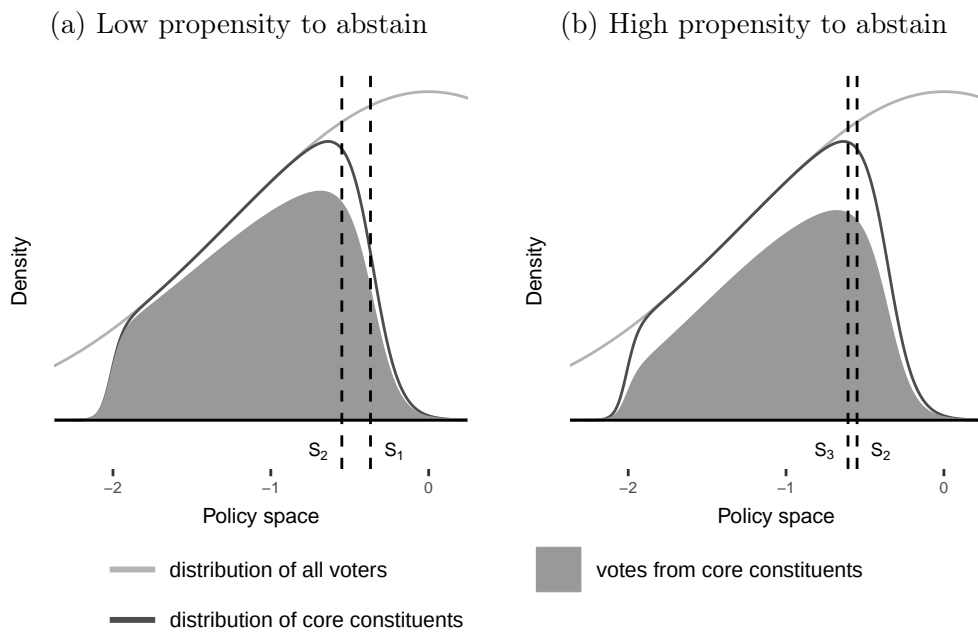 (a) Low propensity to abstain
(b) High propensity to abstain
Density
S2 S1
-2 -1 0
Policy space
Density
S3 S2
-2 -1 0
Policy space
distribution of all voters
votes from core constituents
distribution of core constituents